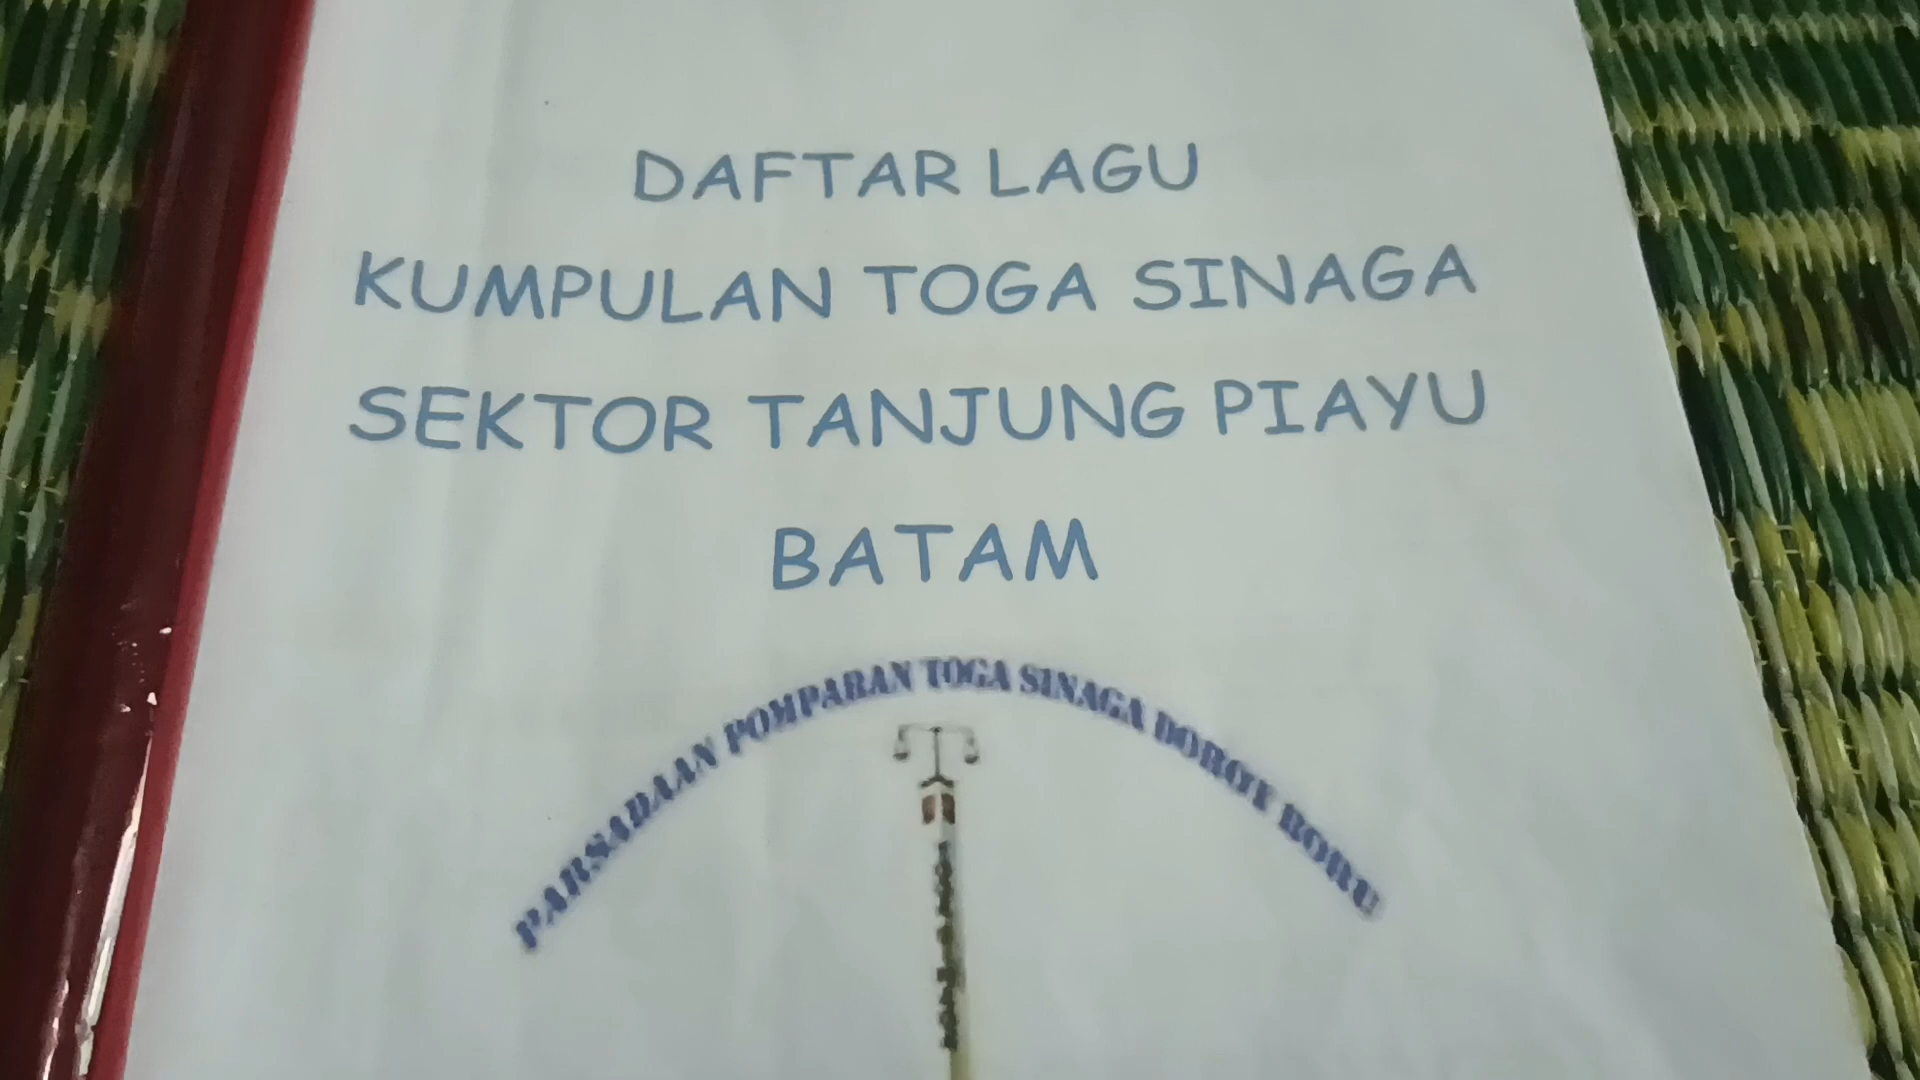 DAFTAR LAGU
KUMPULAN TOGA SINAGA
SEKTOR TANJUNG PIAYU
BATAM
PARSADAAN POMPARAN TOGA SINAGA DOHOT BORU